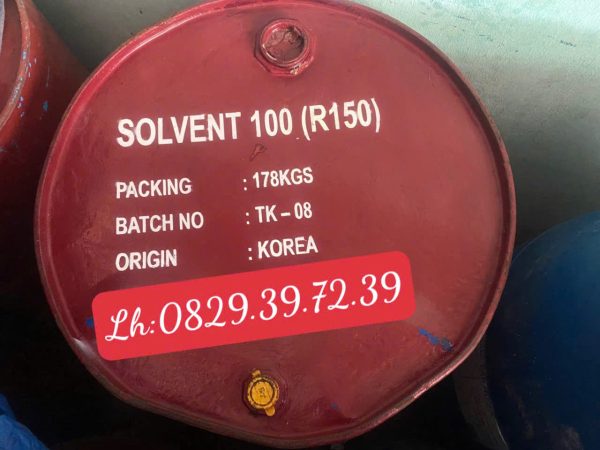 SOLVENT 100 (R150)
PACKING : 178KGS
BATCH NO : TK – 08
ORIGIN : KOREA
Lh:0829.39.72.39